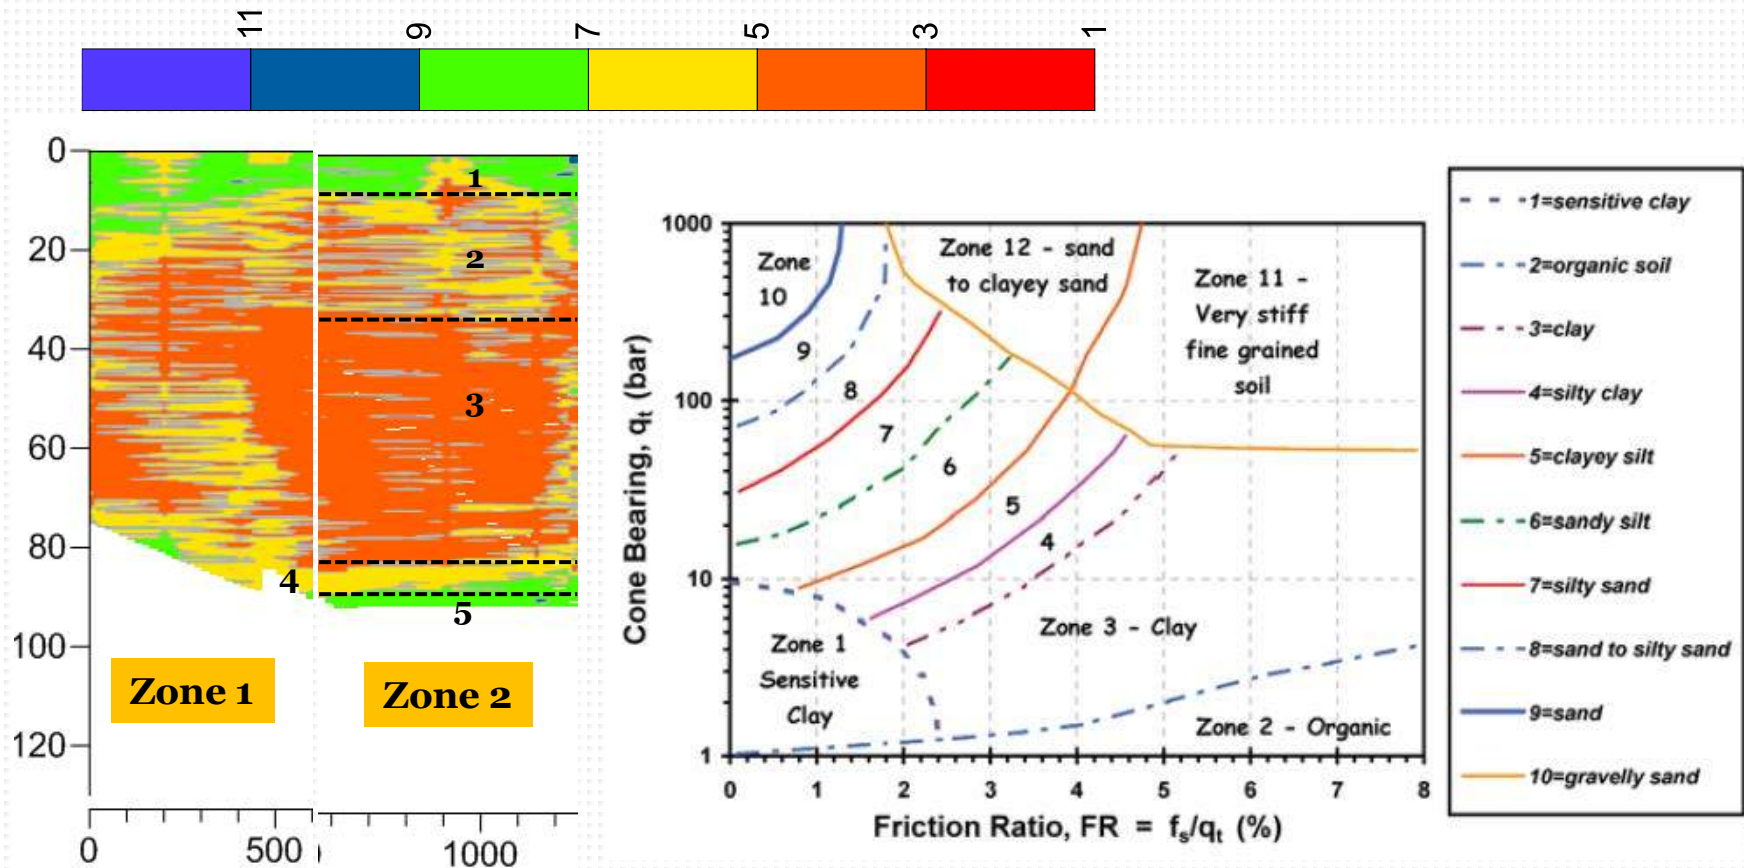 11
9
7
5
3
1
0
20
40
60
80
100
120
1
2
3
4
5
Zone 1
Zone 2
0
500
1000
1000
100
10
1
Cone Bearing, qt (bar)
Zone
10
9
8
7
6
5
4
Zone 12 - sand
to clayey sand
Zone 11 -
Very stiff
fine grained
soil
Zone 1
Sensitive
Clay
Zone 3 - Clay
Zone 2 - Organic
0 1 2 3 4 5 6 7 8
Friction Ratio, FR = fs/qt (%)
1=sensitive clay
2=organic soil
3=clay
4=silty clay
5=clayey silt
6=sandy silt
7=silty sand
8=sand to silty sand
9=sand
10=gravelly sand